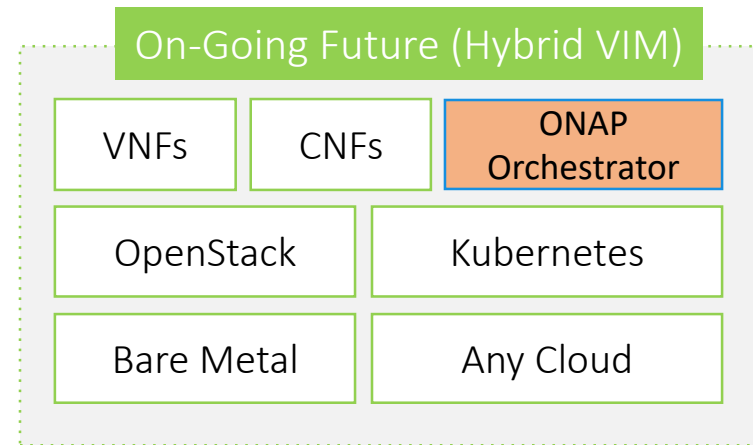 On-Going Future (Hybrid VIM)
VNFs
CNFs
ONAP
Orchestrator
OpenStack
Kubernetes
Bare Metal
Any Cloud